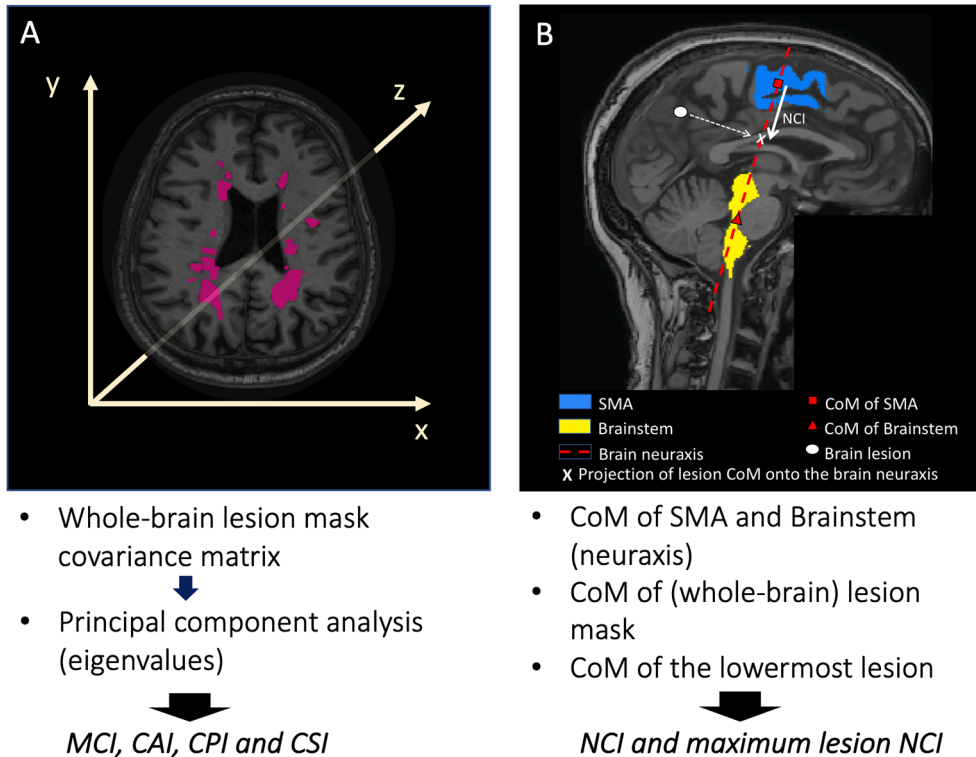 A
y
z
x
B
NCI
x
SMA
CoM of SMA
Brainstem
CoM of Brainstem
Brain neuraxis
Brain lesion
X Projection of lesion CoM onto the brain neuraxis
• Whole-brain lesion mask
covariance matrix
• Principal component analysis
(eigenvalues)
MCI, CAI, CPI and CSI
• CoM of SMA and Brainstem
(neuraxis)
• CoM of (whole-brain) lesion
mask
• CoM of the lowermost lesion
NCI and maximum lesion NCI